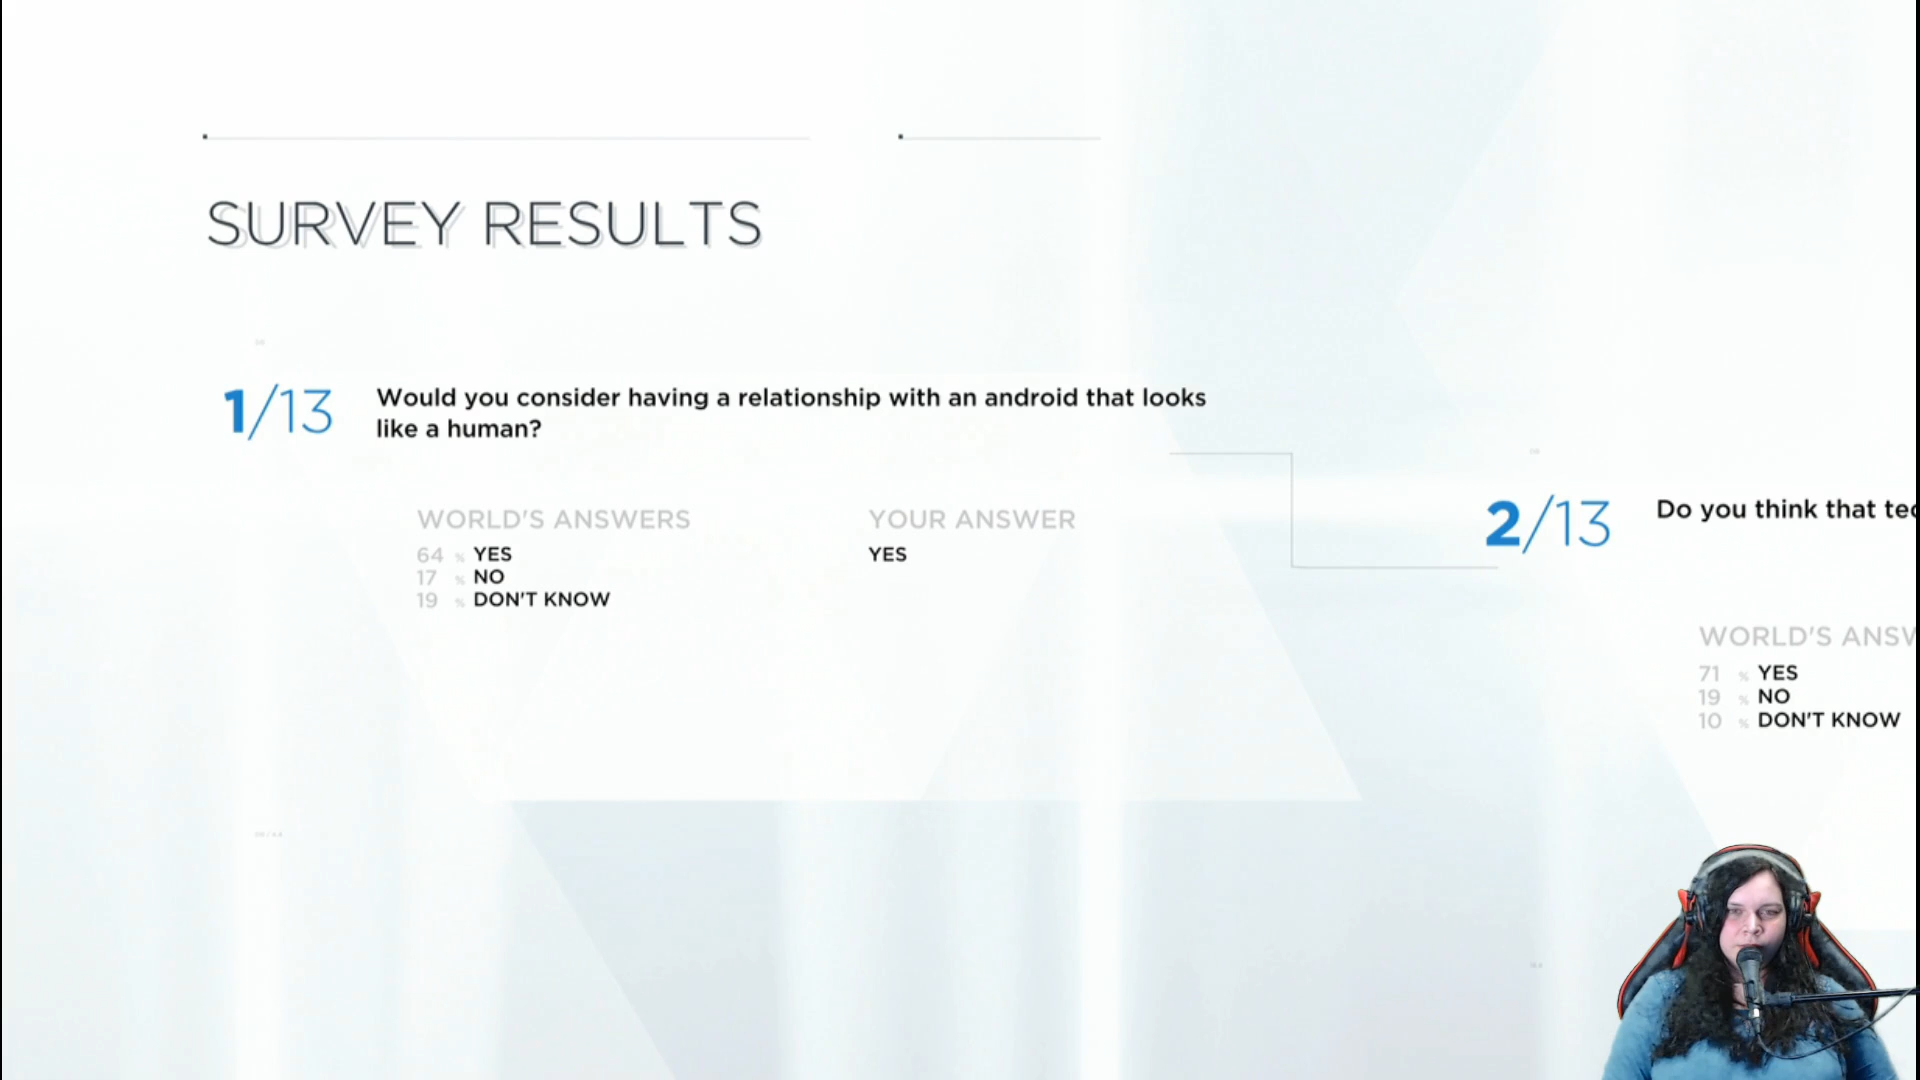 SURVEY RESULTS
1/13
Would you consider having a relationship with an android that looks
like a human?
WORLD'S ANSWERS
64 % YES
17 % NO
19 % DON'T KNOW
YOUR ANSWER
YES
2/13
Do you think that
WORLD'S
71 % YES
19 % NO
10 % DON'T KNOW